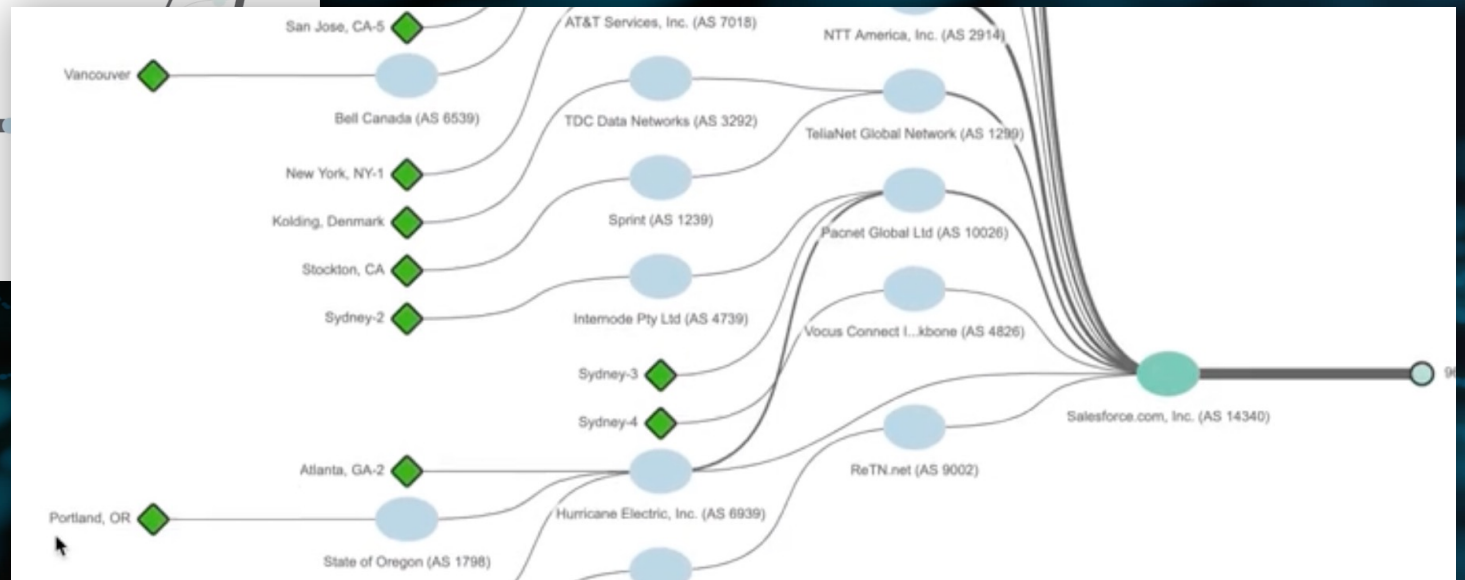 San Jose, CA-5
AT&T Services, Inc. (AS 7018)
NTT America, Inc. (AS 2914)
Vancouver
Bell Canada (AS 6539)
TDC Data Networks (AS 3292)
TeliaNet Global Network (AS 1299)
New York, NY-1
Kolding, Denmark
Sprint (AS 1239)
Pacnet Global Ltd (AS 10026)
Stockton, CA
Sydney-2
Internode Pty Ltd (AS 4739)
Vocus Connect I...kbone (AS 4826)
Sydney-3
96
Salesforce.com, Inc. (AS 14340)
Sydney-4
Atlanta, GA-2
ReTN.net (AS 9002)
Portland, OR
Hurricane Electric, Inc. (AS 6939)
State of Oregon (AS 1798)